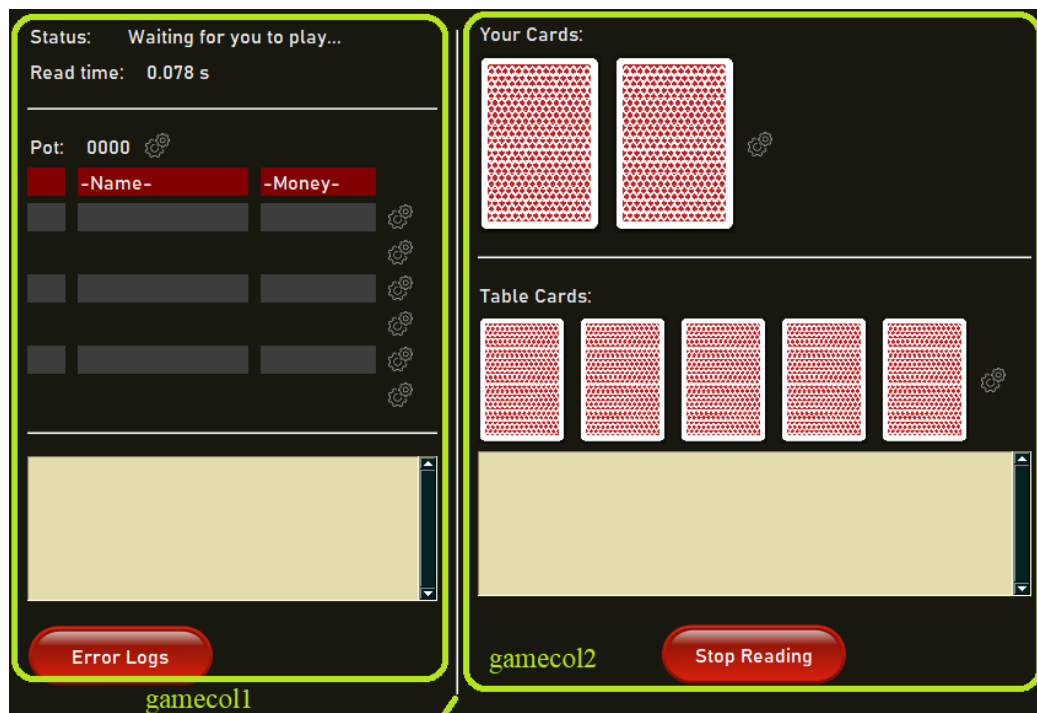 Status: Waiting for you to play...
Read time: 0.078 s
Pot: 0000
-Name- -Money-
Error Logs
gamecol1
Your Cards:
Table Cards:
gamecol2
Stop Reading